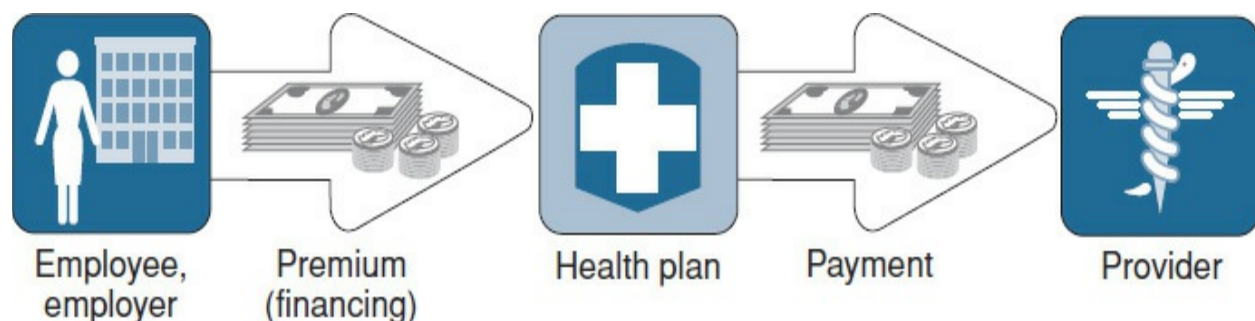 Employee,
employer
Premium
(financing)
Health plan
Payment
Provider